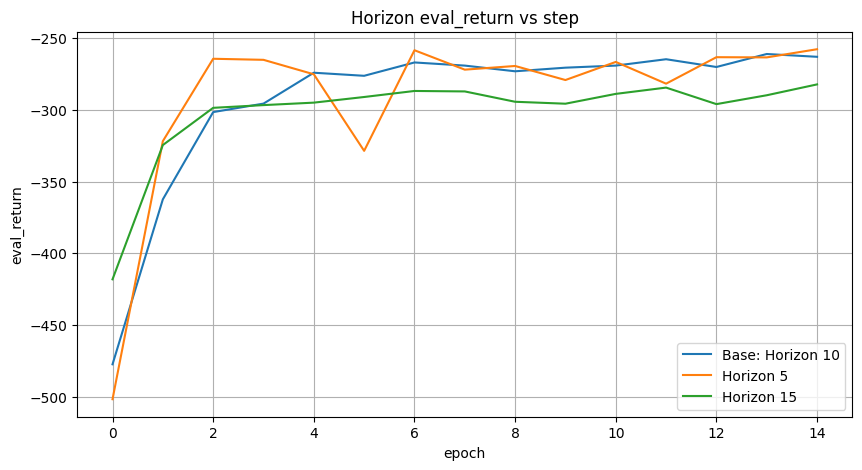 Horizon eval_return vs step
−250
−300
−350
−400
−450
−500
eval_return
0 2 4 6 8 10 12 14
epoch
Base: Horizon 10
Horizon 5
Horizon 15